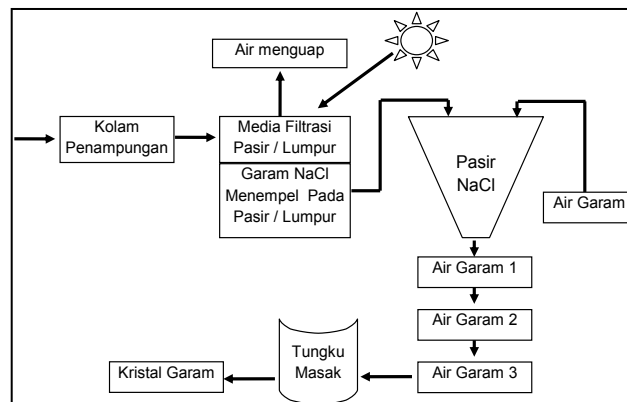 Air menguap
Kolam
Penampungan
Media Filtrasi
Pasir / Lumpur
Garam NaCl
Menempel Pada
Pasir / Lumpur
Pasir
NaCl
Air Garam
Air Garam 1
Air Garam 2
Air Garam 3
Tungku
Masak
Kristal Garam